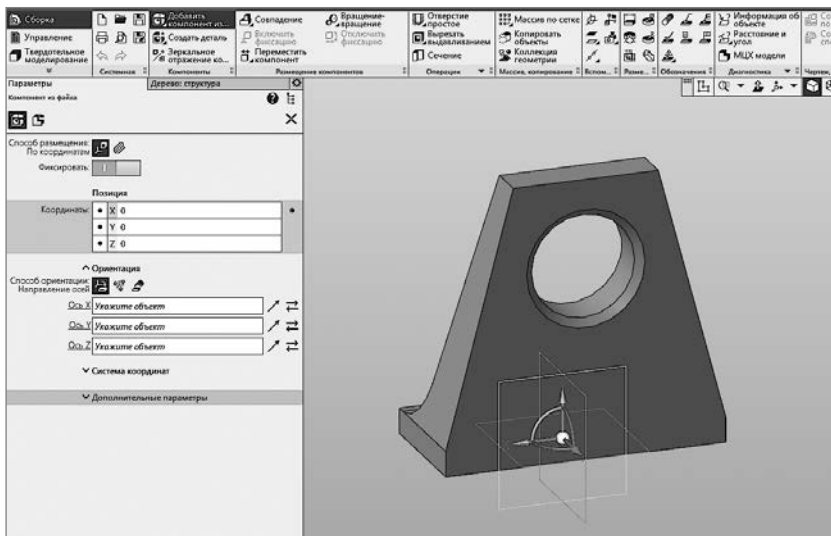 Сборка
Управление
Твердотельное
моделирование
Системная
Добавить
компонент из...
Создать деталь
Зеркальное
отражение ко...
Компоненты
Совпадение
Включить
фиксацию
Переместить
компонент
Вращение-
вращение
Отключить
фиксацию
Размещение компонентов
Отверстие
простое
Вырезать
выдавливанием
Сечение
Операции
Массив по сетке
Копировать
объекты
Коллекция
геометрии
Массив, копирование
Вспом...
Разме...
Обозначения
Информация об
объекте
Расстояние и
угол
МЦХ модели
Диагностика
Чертеж,
Параметры
Дерево: структура
Компонент из файла
Способ размещения:
По координатам
Фиксировать:
I
Позиция
Координаты:
X 0
Y 0
Z 0
Ориентация
Способ ориентации:
Направление осей
Ось X Укажите объект
Ось Y Укажите объект
Ось Z Укажите объект
Система координат
Дополнительные параметры